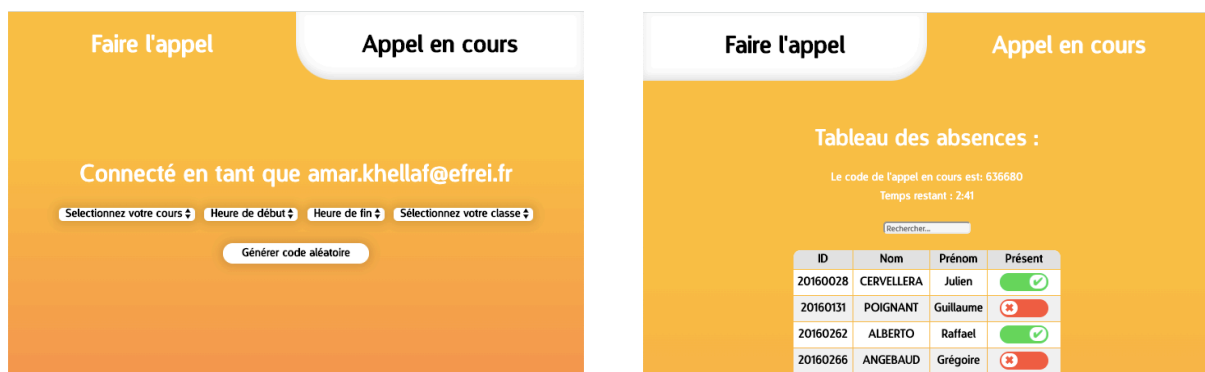 Faire l'appel
Appel en cours
Connecté en tant que amar.khellaf@efrei.fr
Selectionnez votre cours Heure de début Heure de fin Sélectionnez votre classe
Générer code aléatoire
Faire l'appel
Appel en cours
Tableau des absences :
Le code de l'appel en cours est: 636680
Temps restant : 2:41
Rechercher...
ID Nom Prénom Présent
20160028 CERVELLERA Julien
20160131 POIGNANT Guillaume
20160262 ALBERTO Raffael
20160266 ANGEBAUD Grégoire